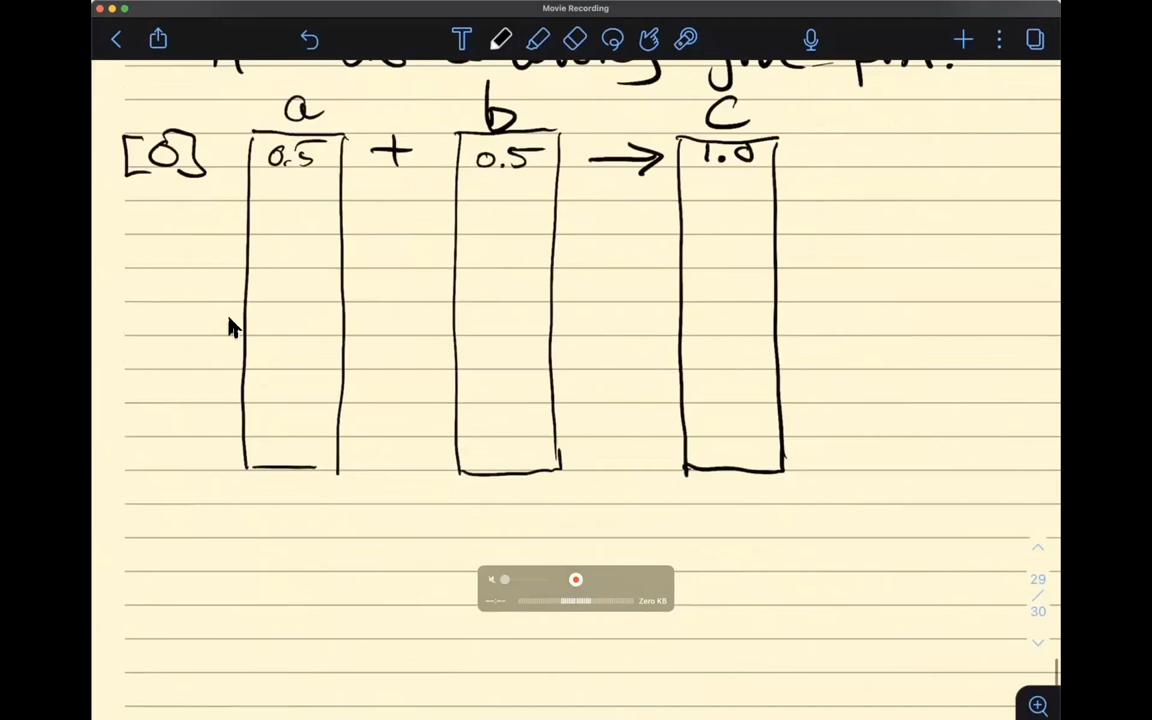 Movie Recording
a b C
[0] 0.5 + 0.5 → 1.0
29
/
30
--:-- Zero KB